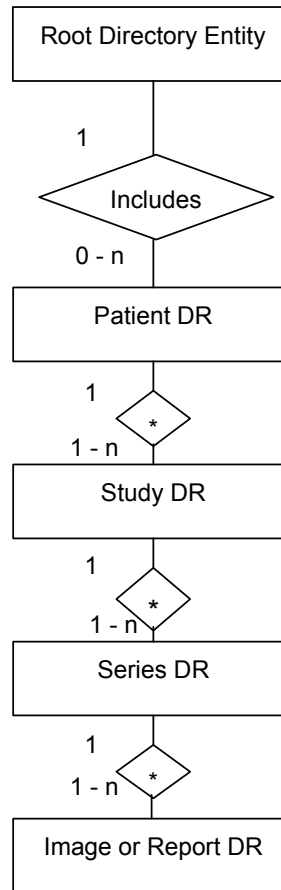 Root Directory Entity
1
Includes
0 - n
Patient DR
1
*
1 - n
Study DR
1
*
1 - n
Series DR
1
*
1 - n
Image or Report DR